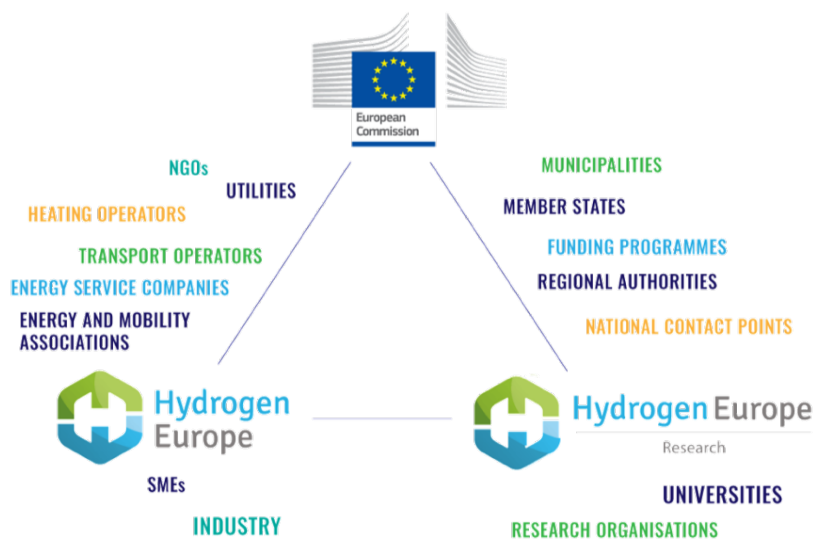 European
Commission
NGOs
UTILITIES
HEATING OPERATORS
TRANSPORT OPERATORS
ENERGY SERVICE COMPANIES
ENERGY AND MOBILITY
ASSOCIATIONS
MUNICIPALITIES
MEMBER STATES
FUNDING PROGRAMMES
REGIONAL AUTHORITIES
NATIONAL CONTACT POINTS
Hydrogen
Europe
SMEs
INDUSTRY
Hydrogen Europe
Research
UNIVERSITIES
RESEARCH ORGANISATIONS